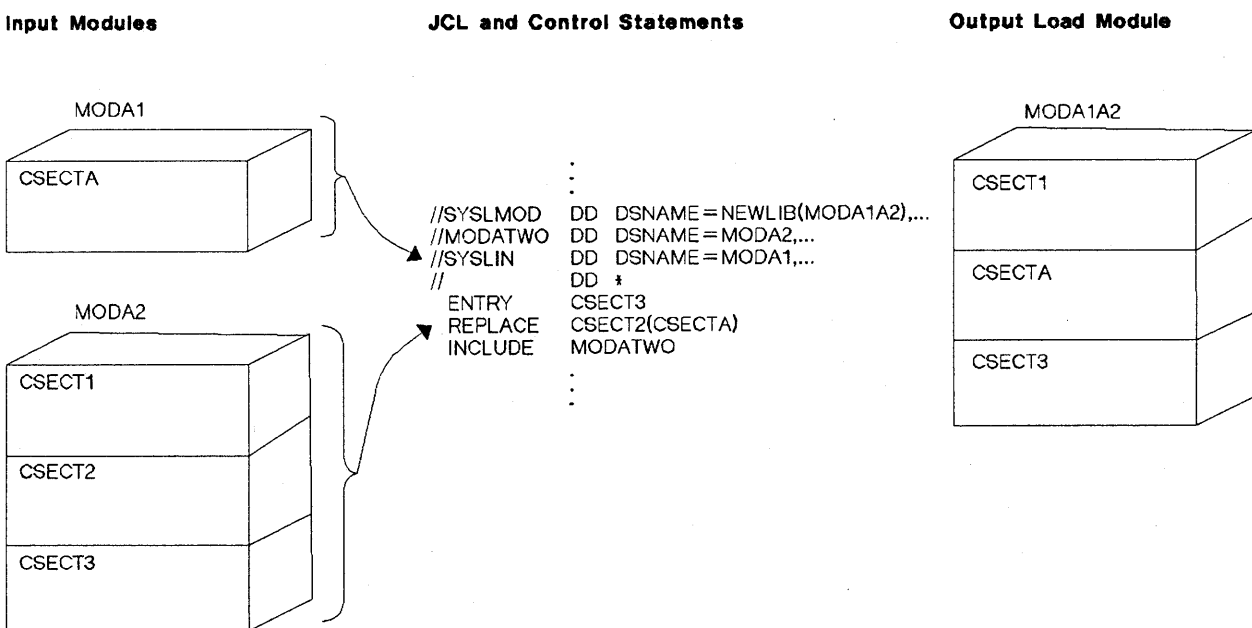 Input Modules
JCL and Control Statements
Output Load Module
MODA1
CSECTA
MODA2
CSECT1
CSECT2
CSECT3
.
.
.
//SYSLMOD DD DSNAME=NEWLIB(MODA1A2),...
//MODATWO DD DSNAME=MODA2,...
//SYSLIN DD DSNAME=MODA1,...
// DD *
ENTRY CSECT3
REPLACE CSECT2(CSECTA)
INCLUDE MODATWO
.
.
.
MODA1A2
CSECT1
CSECTA
CSECT3